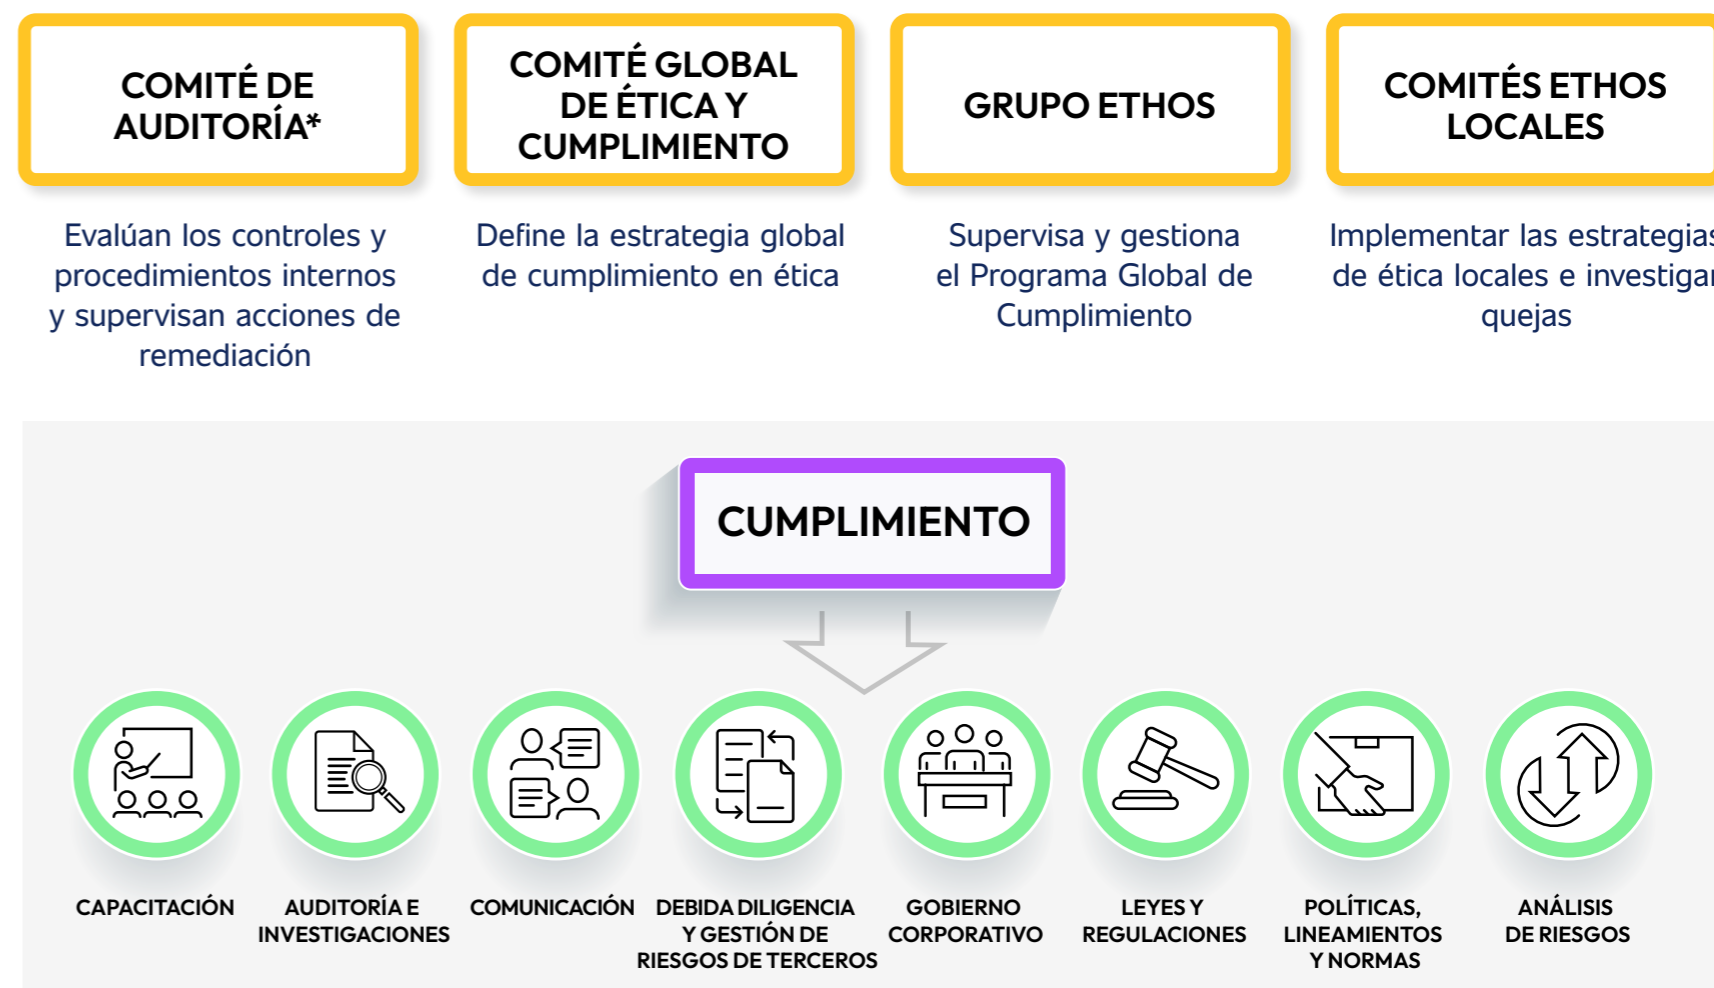 COMITÉ DE
AUDITORÍA*
COMITÉ GLOBAL
DE ÉTICA Y
CUMPLIMIENTO
GRUPO ETHOS
COMITÉS ETHOS
LOCALES
Evalúan los controles y
procedimientos internos
y supervisan acciones de
remediación
Define la estrategia global
de cumplimiento en ética
Supervisa y gestiona
el Programa Global de
Cumplimiento
Implementar las estrategias
de ética locales e investigar
quejas
CUMPLIMIENTO
CAPACITACIÓN
AUDITORÍA E
INVESTIGACIONES
COMUNICACIÓN
DEBIDA DILIGENCIA
Y GESTIÓN DE
RIESGOS DE TERCEROS
GOBIERNO
CORPORATIVO
LEYES Y
REGULACIONES
POLÍTICAS,
LINEAMIENTOS
Y NORMAS
ANÁLISIS
DE RIESGOS